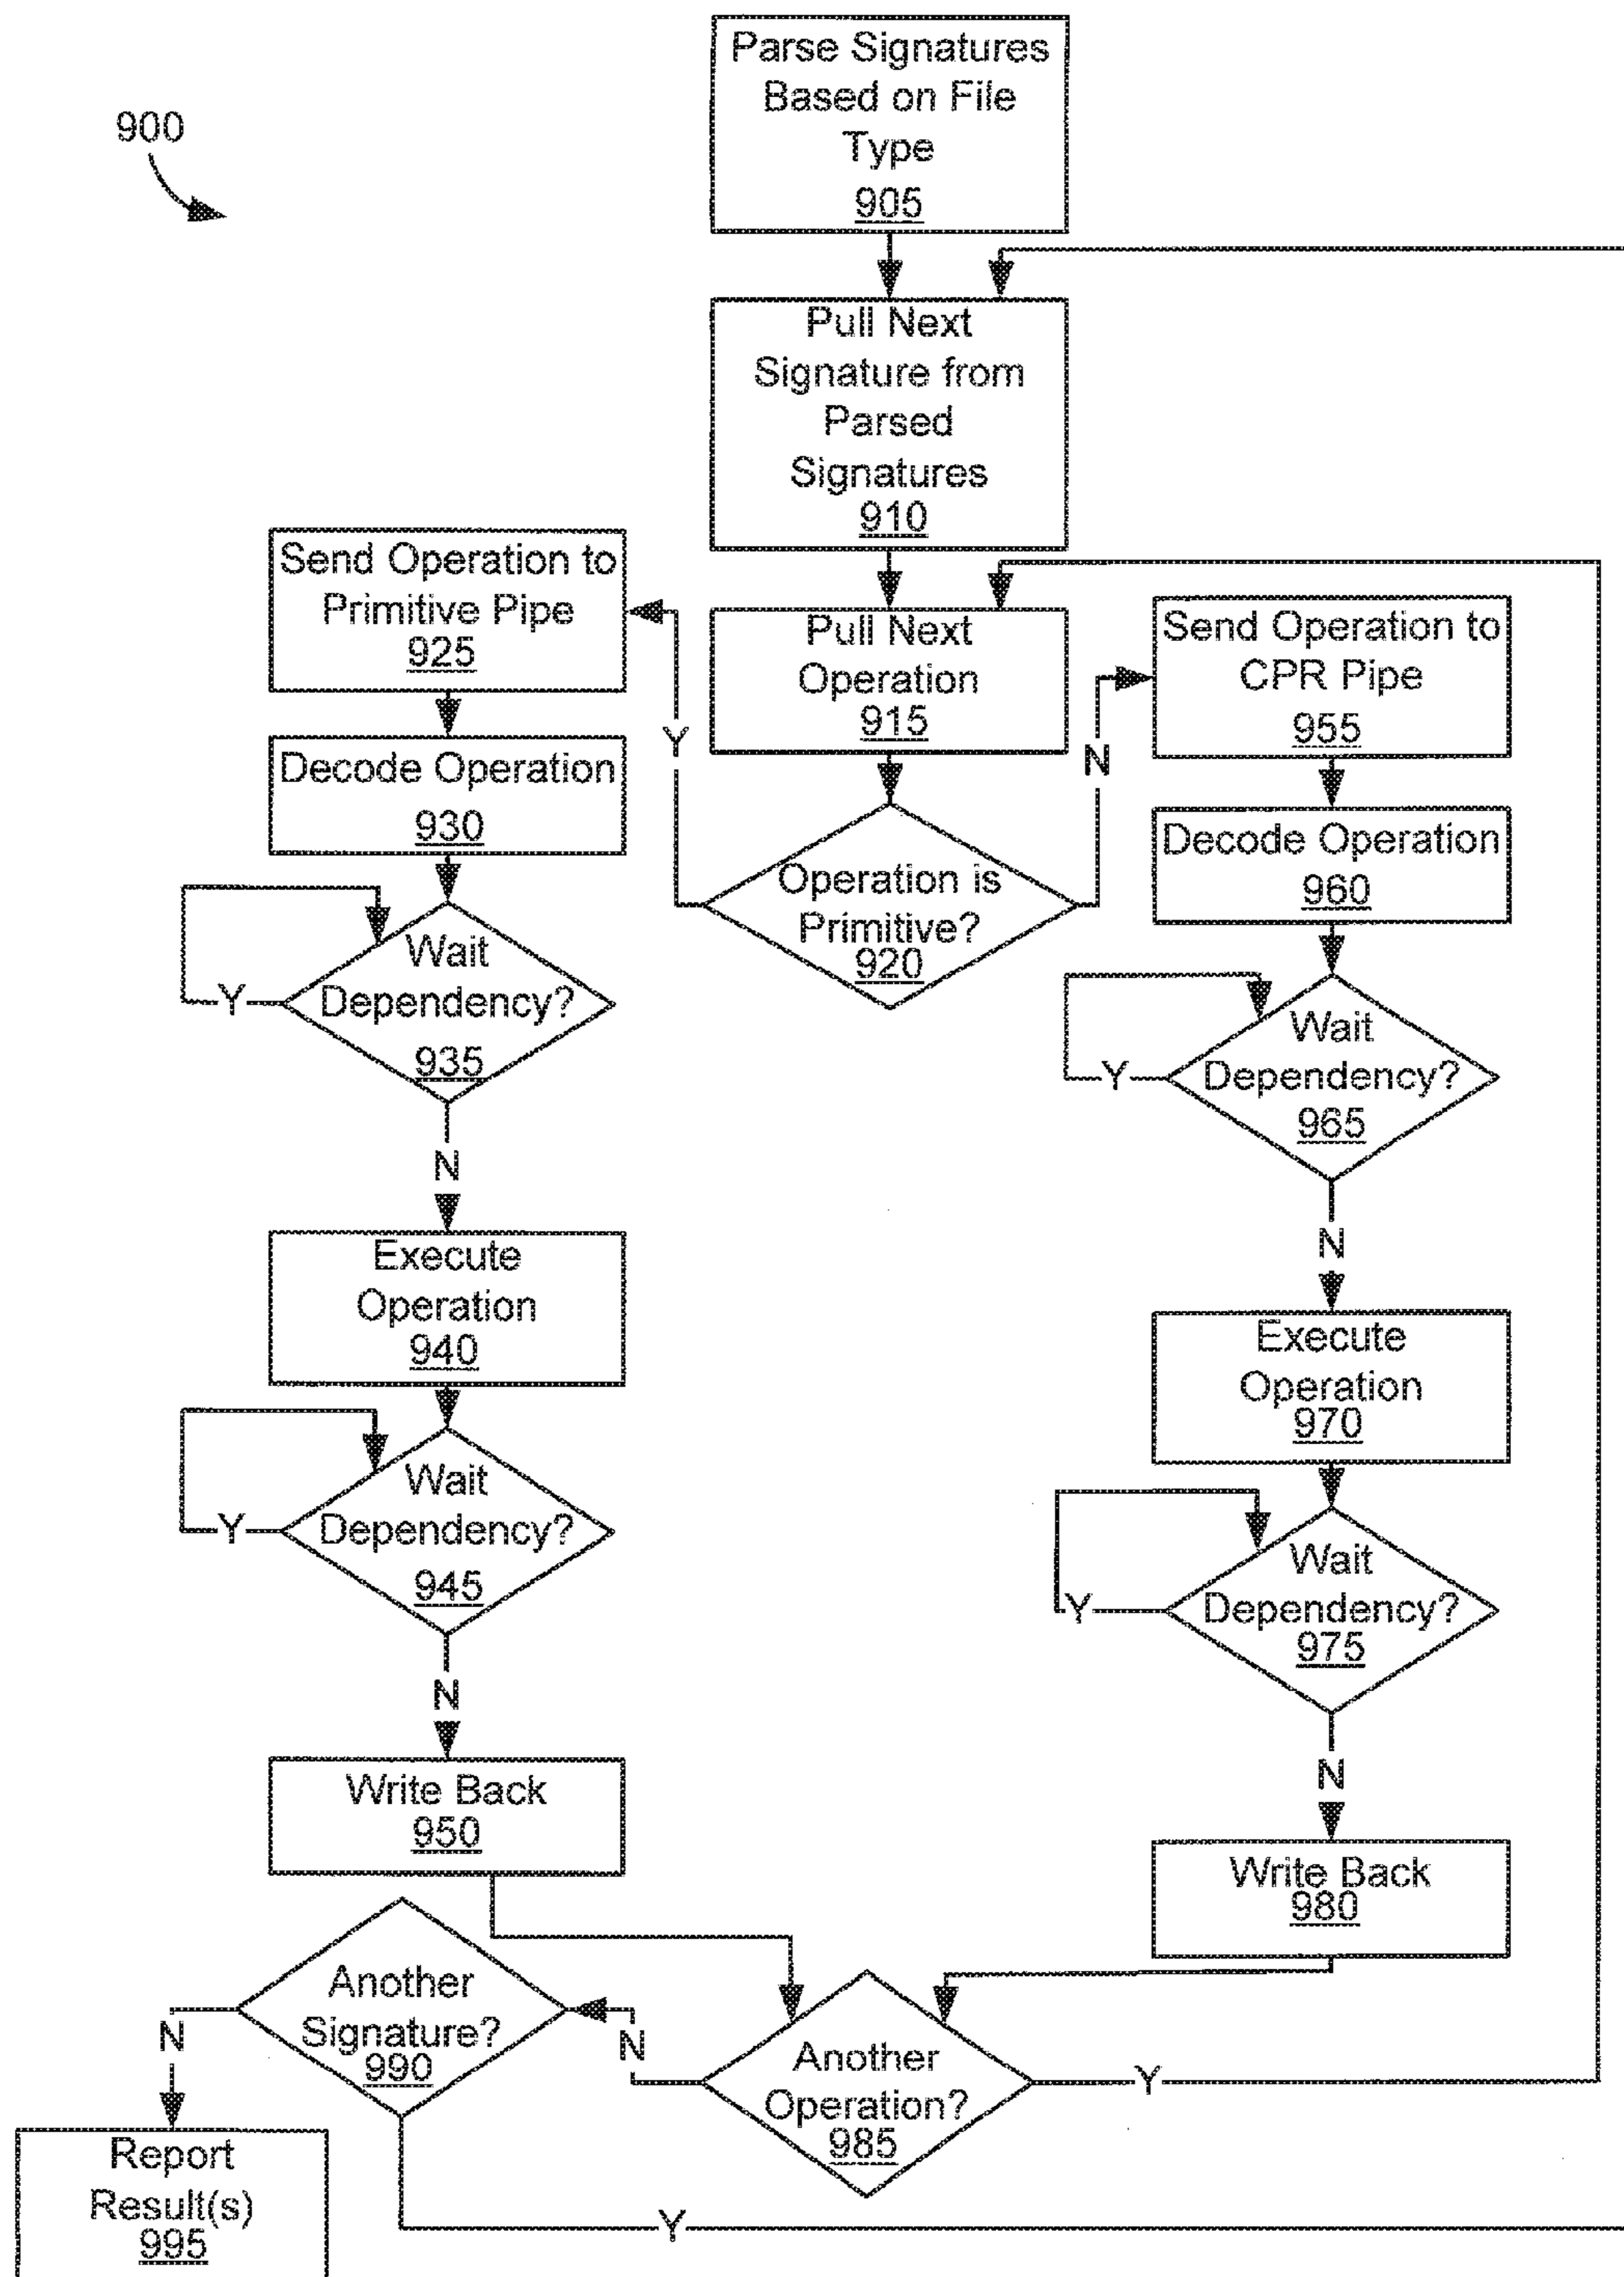 900
Parse Signatures
Based on File
Type
905
Pull Next
Signature from
Parsed
Signatures
910
Pull Next
Operation
915
Operation is
Primitive?
920
Y
N
Send Operation to
Primitive Pipe
925
Decode Operation
930
Wait
Dependency?
935
Y
N
Execute
Operation
940
Wait
Dependency?
945
Y
N
Write Back
950
Send Operation to
CPR Pipe
955
Decode Operation
960
Wait
Dependency?
965
Y
N
Execute
Operation
970
Wait
Dependency?
975
Y
N
Write Back
980
Another
Operation?
985
Y
N
Another
Signature?
990
N
Y
Report
Result(s)
995